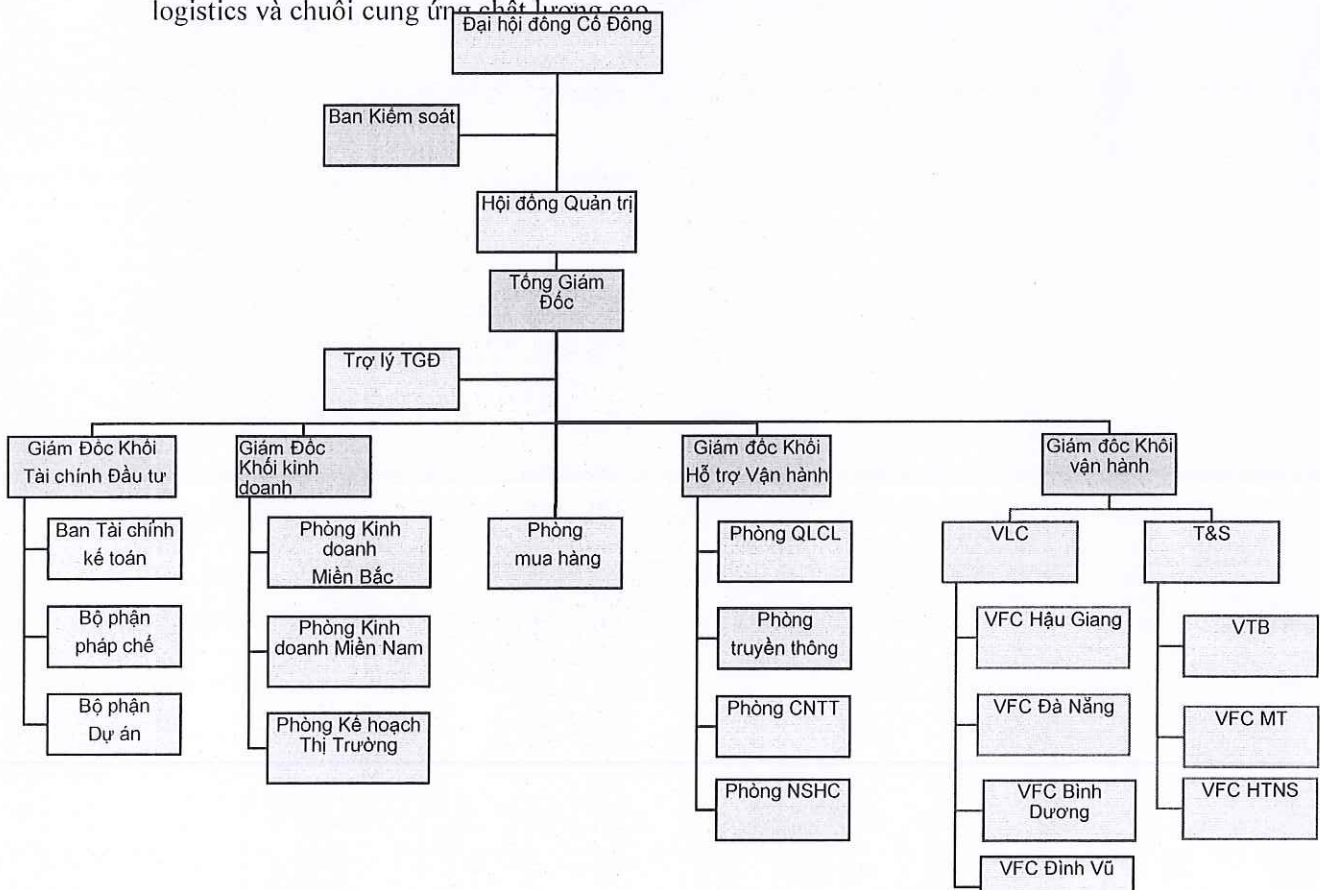 logistics và chuỗi cung ứng chất lượng cao
Đại hội đồng Cổ Đông
Ban Kiểm soát
Hội đồng Quản trị
Tổng Giám
Đốc
Trợ lý TGĐ
Giám Đốc Khối
Tài chính Đầu tư
Ban Tài chính
kế toán
Bộ phận
pháp chế
Bộ phận
Dự án
Giám Đốc
Khối kinh
doanh
Phòng Kinh
doanh
Miền Bắc
Phòng Kinh
doanh Miền Nam
Phòng Kế hoạch
Thị Trường
Phòng
mua hàng
Giám đốc Khối
Hỗ trợ Vận hành
Phòng QLCL
Phòng
truyền thông
Phòng CNTT
Phòng NSHC
Giám đốc Khối
vận hành
VLC
VFC Hậu Giang
VFC Đà Nẵng
VFC Bình
Dương
VFC Đình Vũ
T&S
VTB
VFC MT
VFC HTNS